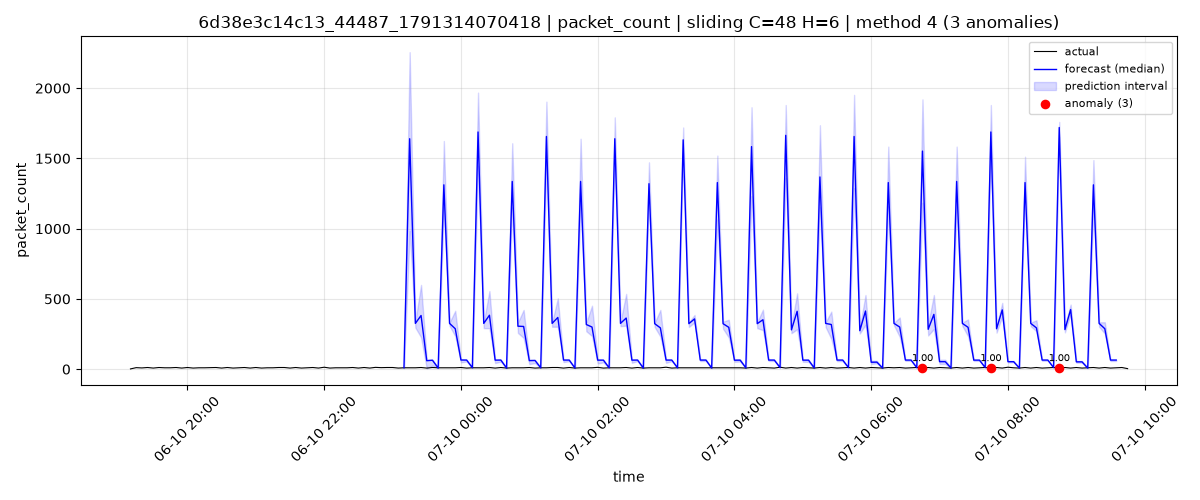 6d38e3c14c13_44487_1791314070418 | packet_count | sliding C=48 H=6 | method 4 (3 anomalies)
actual
forecast (median)
prediction interval
anomaly (3)
packet_count
2000
1500
1000
500
0
1.00
1.00
1.00
06-10 20:00
06-10 22:00
07-10 00:00
07-10 02:00
07-10 04:00
07-10 06:00
07-10 08:00
07-10 10:00
time